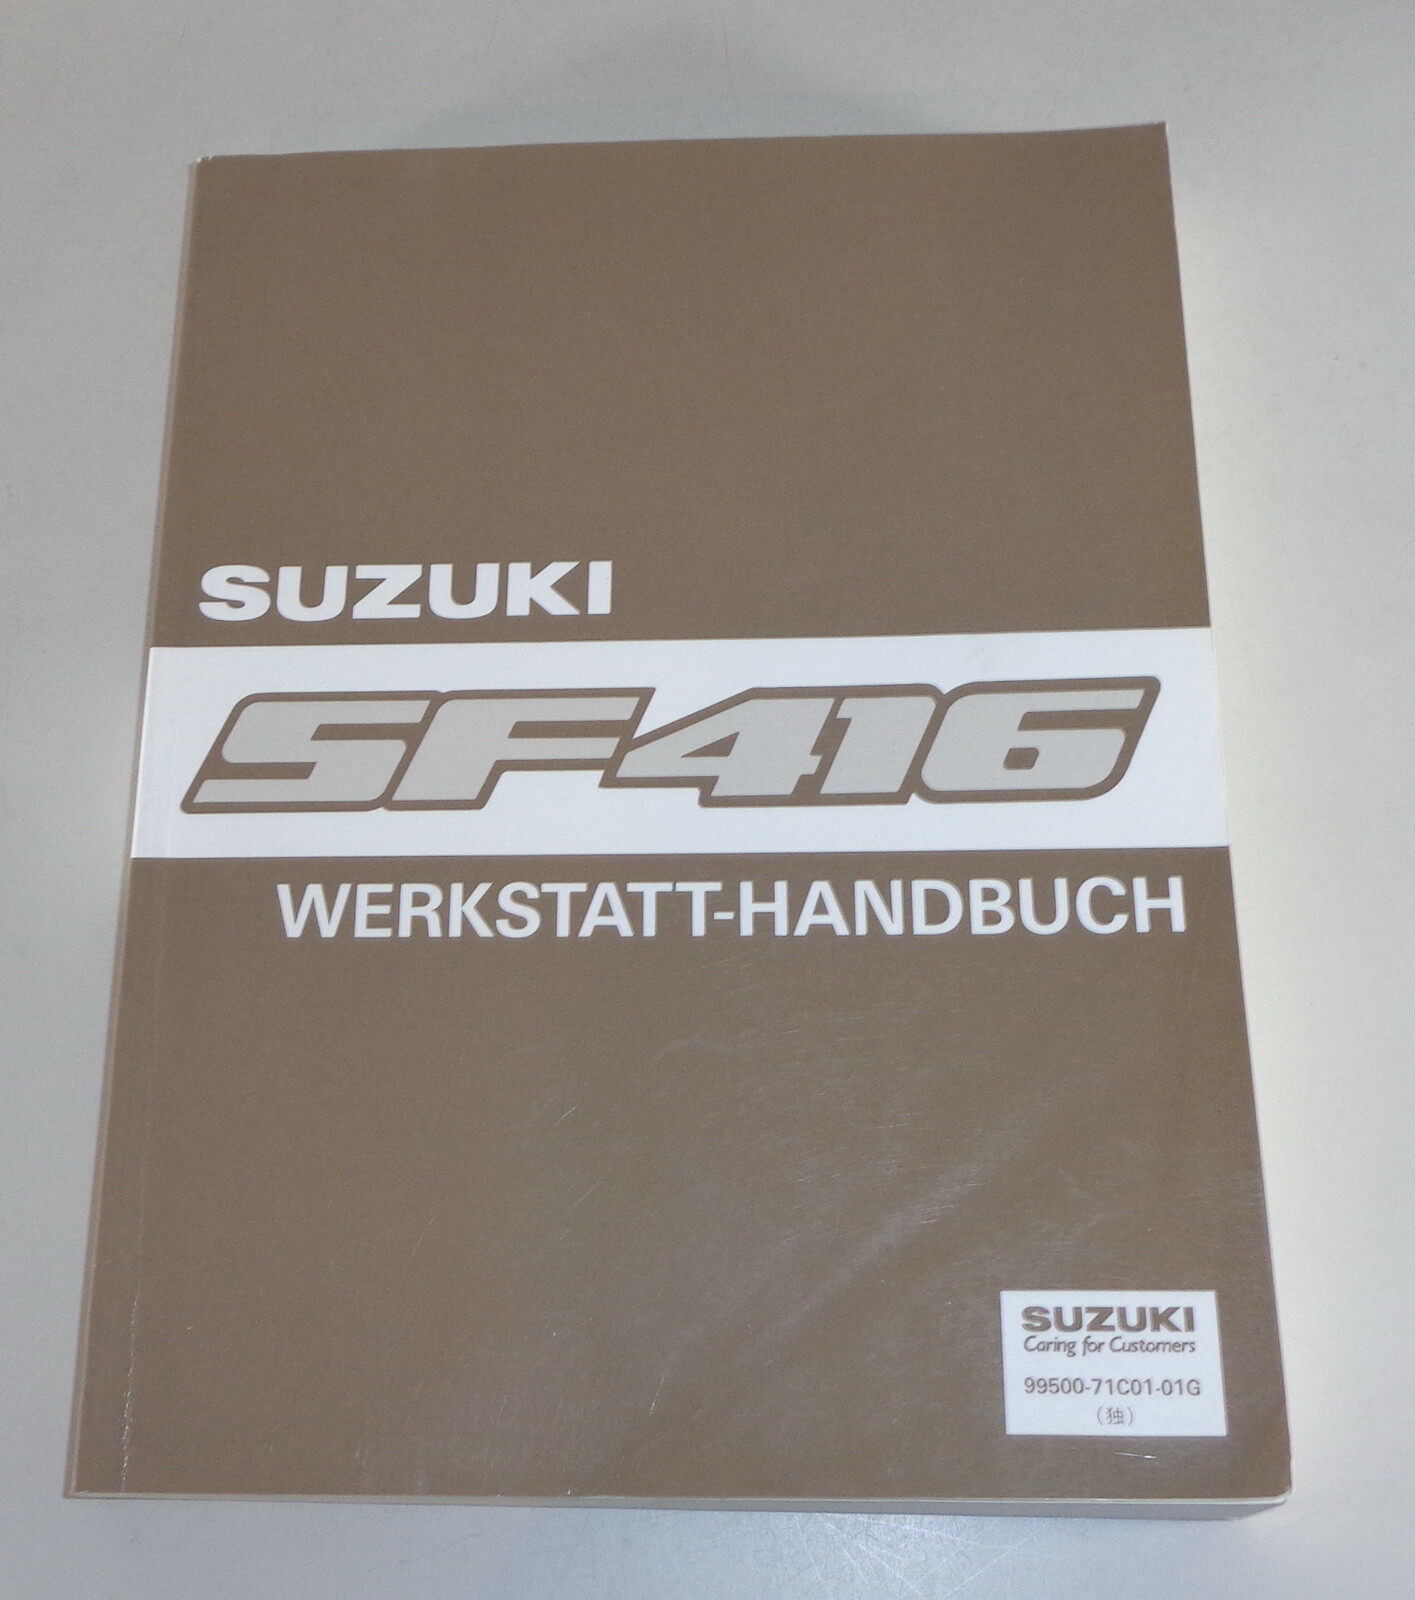 SUZUKI
SF416
WERKSTATT-HANDBUCH
SUZUKI
Caring for Customers
99500-71C01-01G
（独）